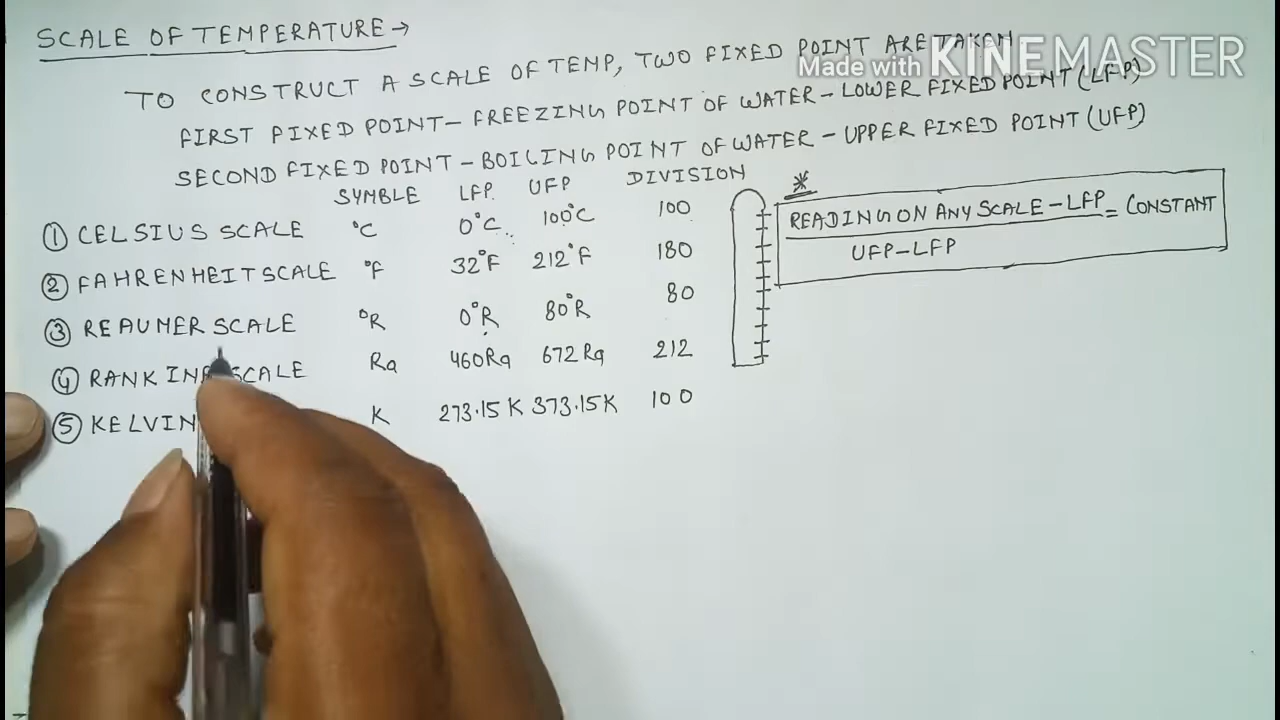 SCALE OF TEMPERATURE →
Made with KINEMASTER
TO CONSTRUCT A SCALE OF TEMP, TWO FIXED POINT ARE TAKEN
FIRST FIXED POINT - FREEZING POINT OF WATER - LOWER FIXED POINT (LFP)
SECOND FIXED POINT - BOILING POINT OF WATER - UPPER FIXED POINT (UFP)
SYMBLE LFP UFP DIVISION
① CELSIUS SCALE °C 0°C 100°C 100
② FAHRENHEIT SCALE °F 32°F 212°F 180
③ REAUMER SCALE °R 0°R 80°R 80
④ RANKINE SCALE Ra 460Ra 672Ra 212
⑤ KELVIN K 273.15K 373.15K 100
*
READING ON ANY SCALE - LFP = CONSTANT
UFP - LFP